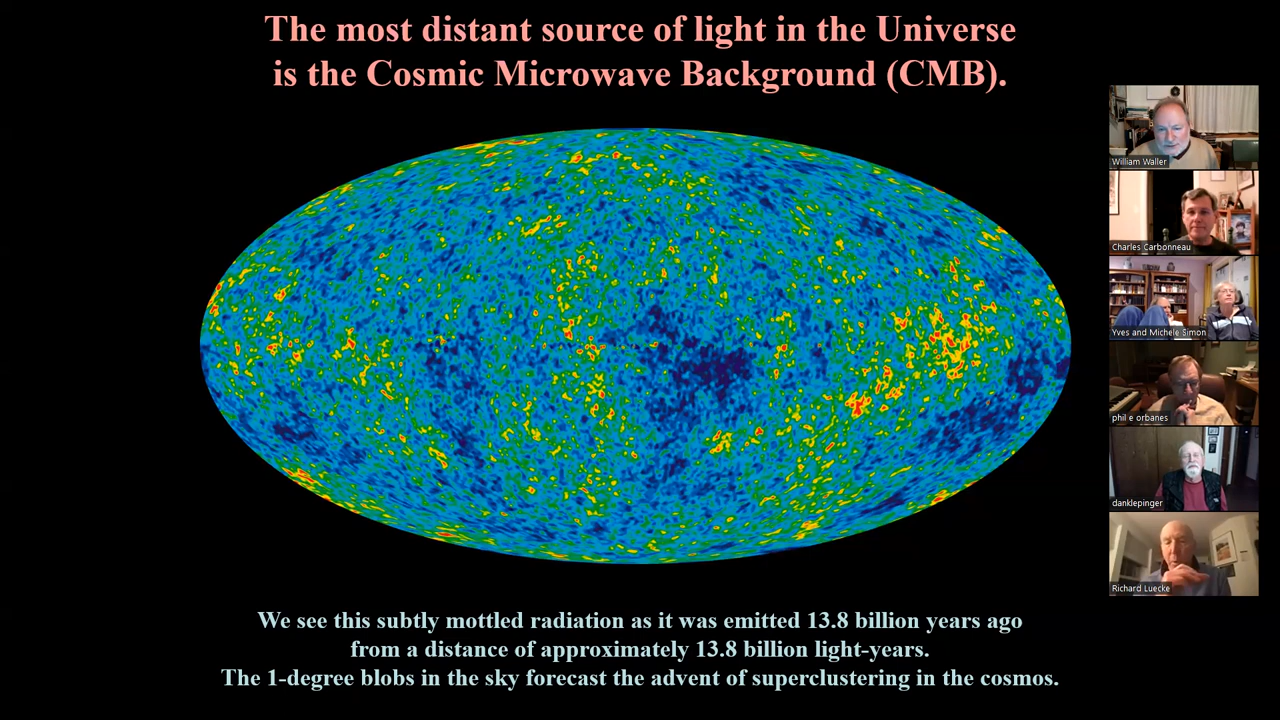 The most distant source of light in the Universe
is the Cosmic Microwave Background (CMB).
William Waller
Charles Carbonneau
Yves and Michele Simon
phil e orbanes
danklepinger
Richard Luecke
We see this subtly mottled radiation as it was emitted 13.8 billion years ago
from a distance of approximately 13.8 billion light-years.
The 1-degree blobs in the sky forecast the advent of superclustering in the cosmos.